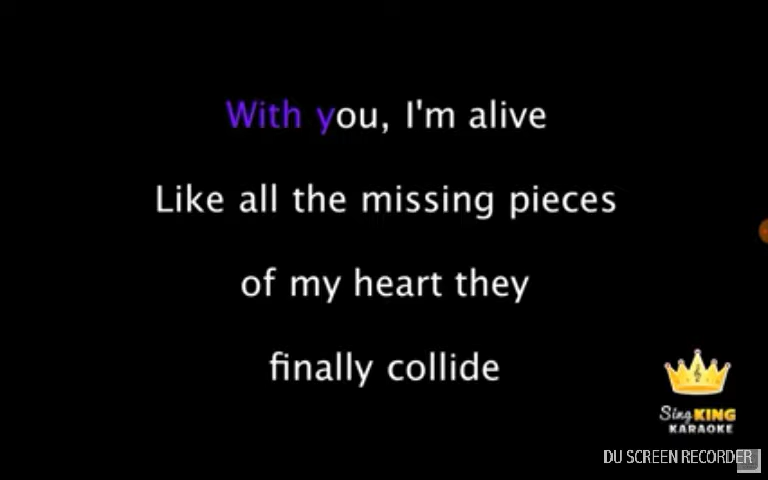 With you, I'm alive
Like all the missing pieces
of my heart they
finally collide
Sing KING
KARAOKE
DU SCREEN RECORDER